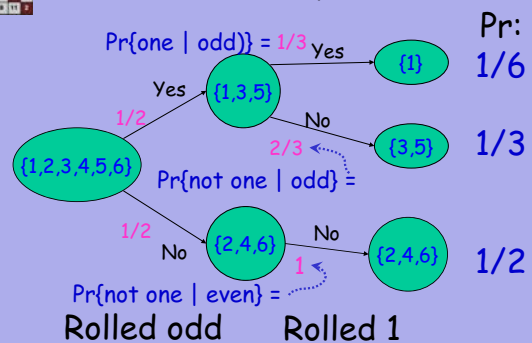 Pr:
Pr{one | odd)} = 1/3
Yes
{1}
1/6
Yes
{1,3,5}
1/2
No
2/3
{3,5}
1/3
{1,2,3,4,5,6}
Pr{not one | odd} =
1/2
No
{2,4,6}
No
1
{2,4,6}
1/2
Pr{not one | even} =
Rolled odd
Rolled 1